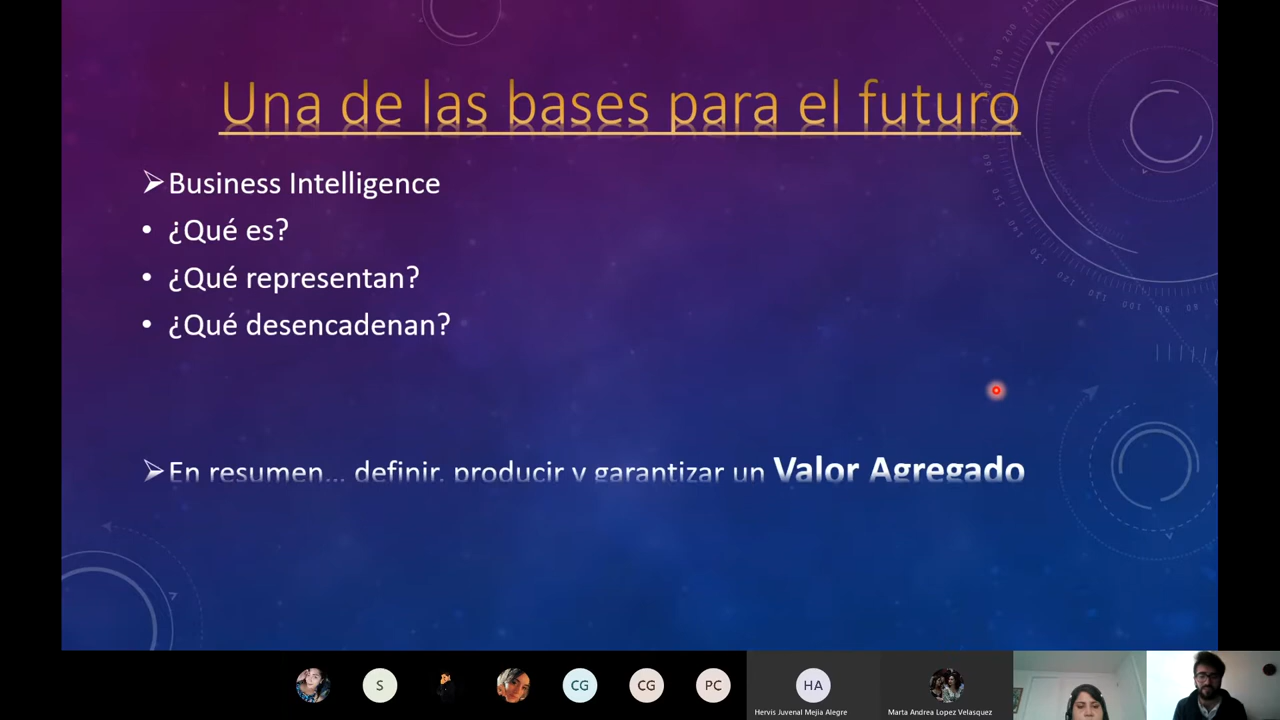 Una de las bases para el futuro
➢Business Intelligence
• ¿Qué es?
• ¿Qué representan?
• ¿Qué desencadenan?
➢En resumen... definir, producir y garantizar un Valor Agregado
S
CG
CG
PC
HA
Hervis Juvenal Mejia Alegre
Marta Andrea Lopez Velasquez